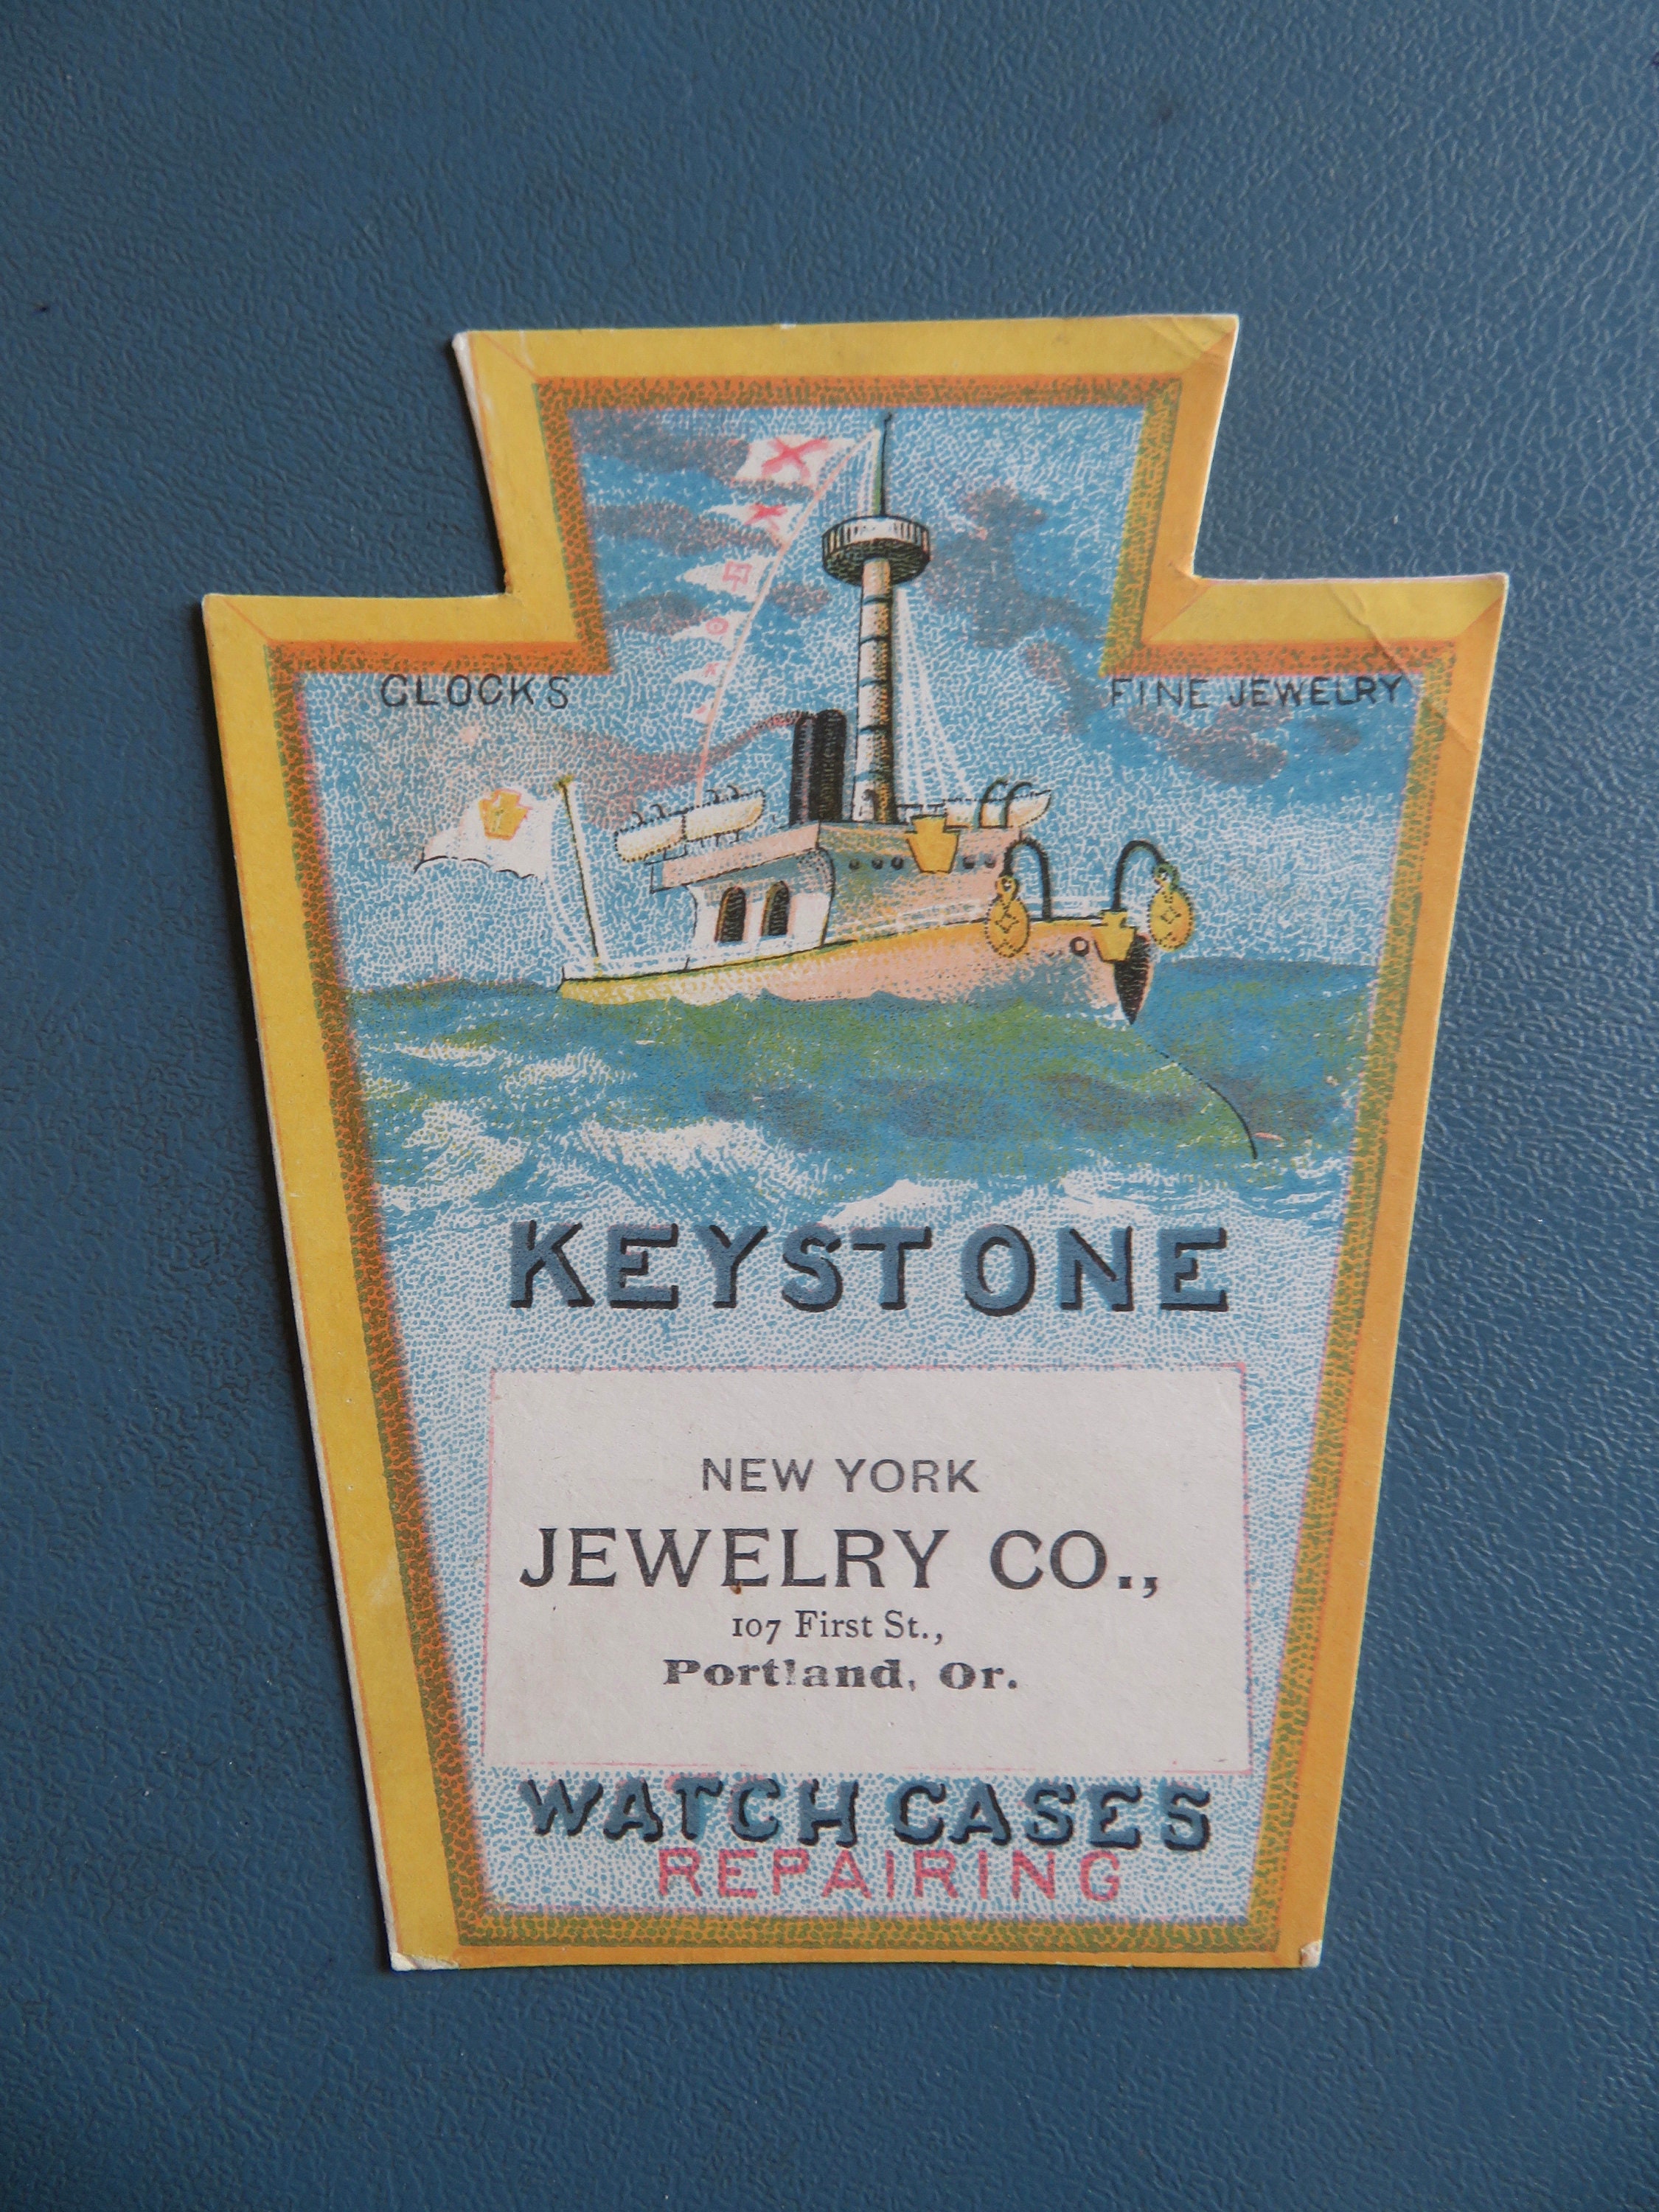 CLOCKS
FINE JEWELRY
KEYSTONE
NEW YORK
JEWELRY CO.,
107 First St.,
Portland, Or.
WATCH CASES
REPAIRING